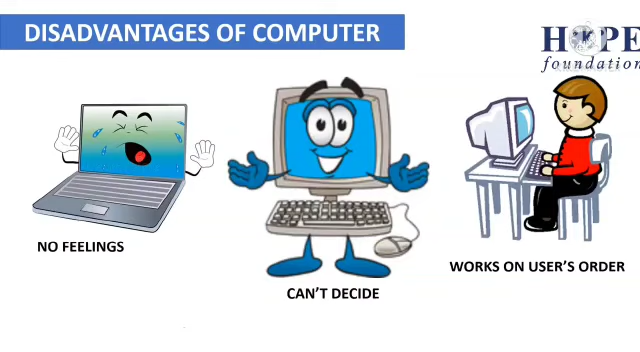 DISADVANTAGES OF COMPUTER
HOPE
foundation
NO FEELINGS
CAN'T DECIDE
WORKS ON USER'S ORDER